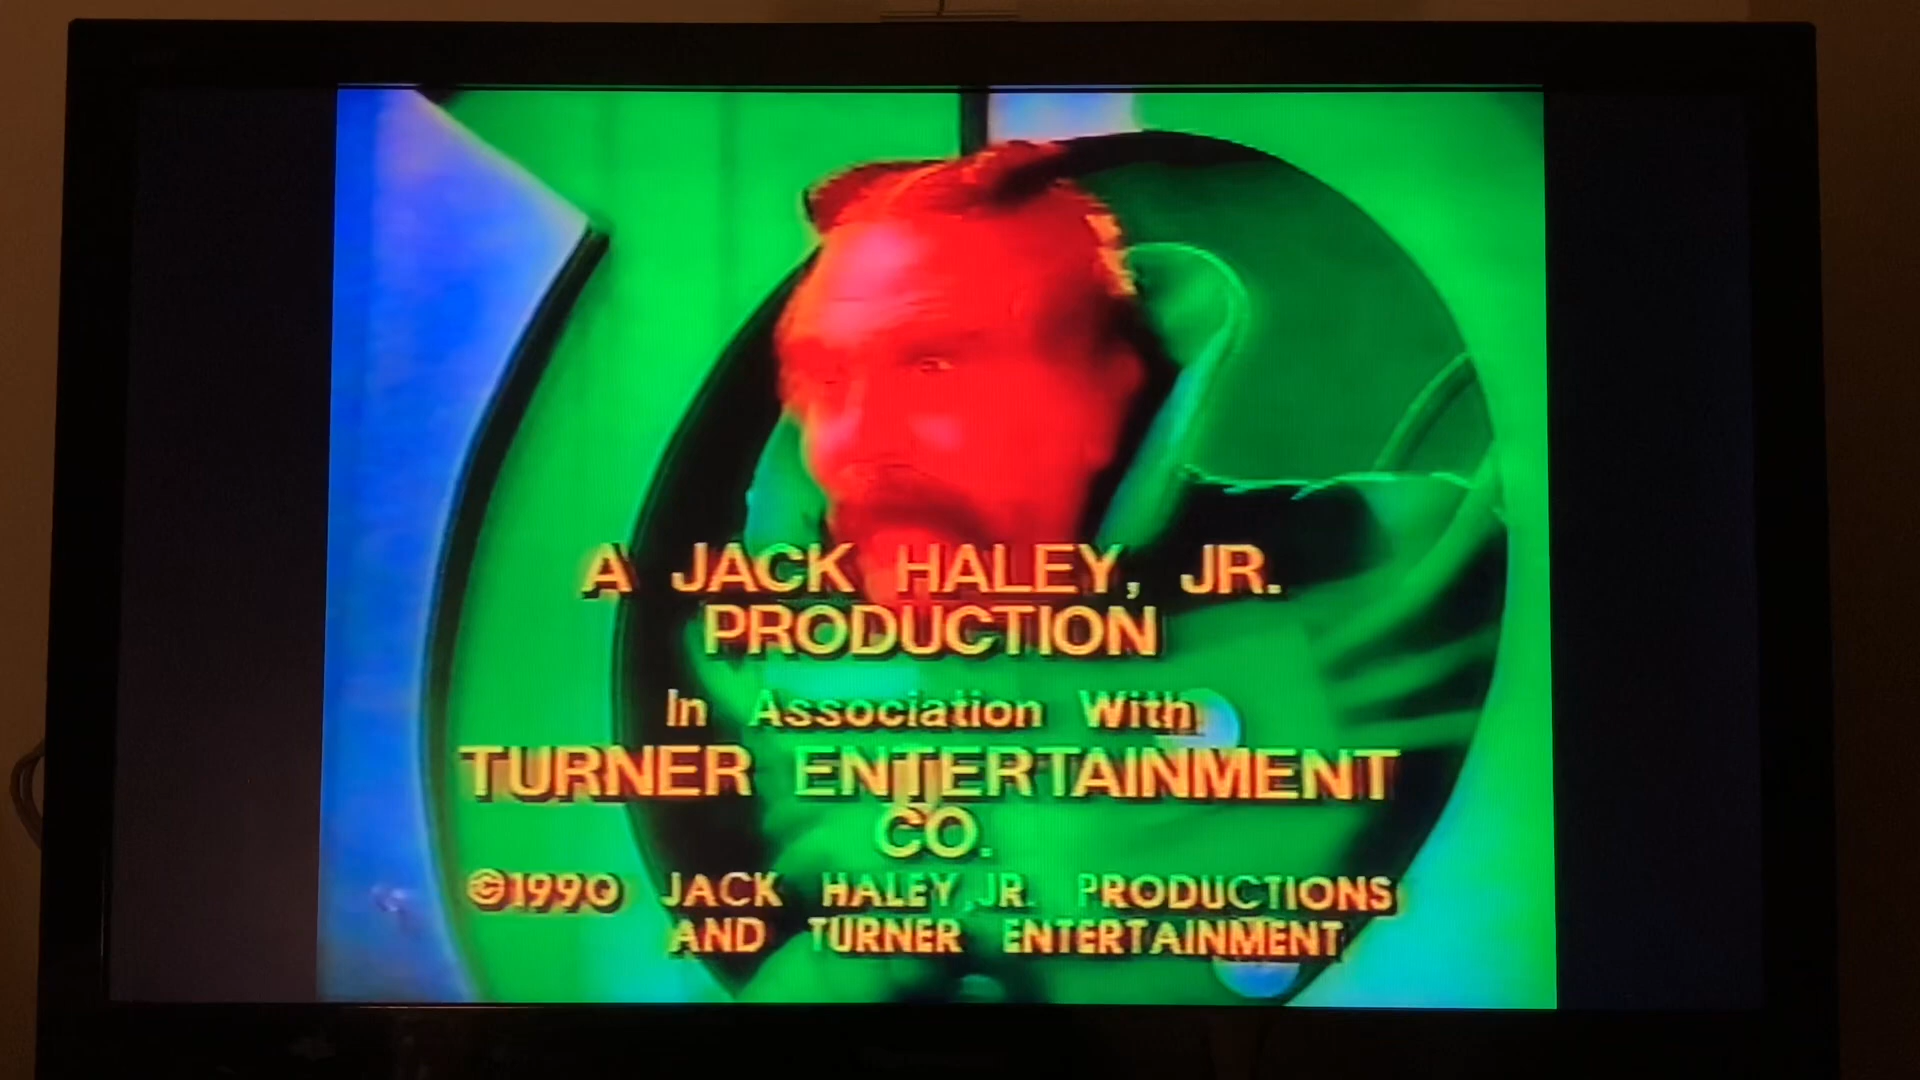 A JACK HALEY, JR.
PRODUCTION
In Association With
TURNER ENTERTAINMENT
CO.
©1990 JACK HALEY, JR. PRODUCTIONS
AND TURNER ENTERTAINMENT